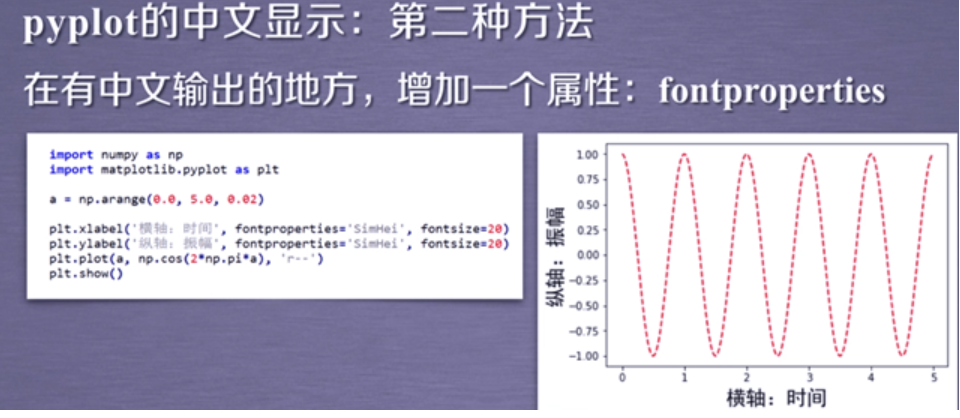 pyplot的中文显示：第二种方法
在有中文输出的地方，增加一个属性：fontproperties
import numpy as np
import matplotlib.pyplot as plt
a = np.arange(0.0, 5.0, 0.02)
plt.xlabel('横轴：时间', fontproperties='SimHei', fontsize=20)
plt.ylabel('纵轴：振幅', fontproperties='SimHei', fontsize=20)
plt.plot(a, np.cos(2*np.pi*a), 'r--')
plt.show()
纵轴：振幅
1.00
0.75
0.50
0.25
0.00
−0.25
−0.50
−0.75
−1.00
0 1 2 3 4 5
横轴：时间